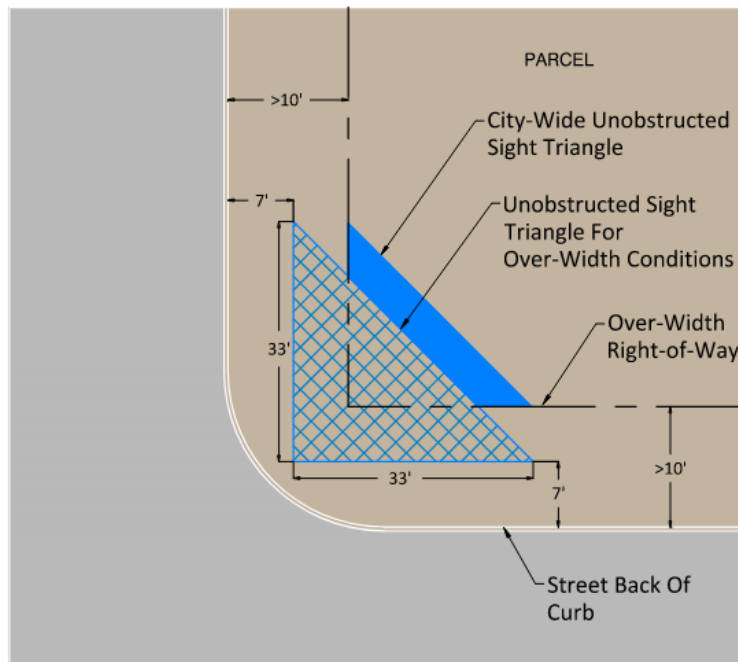 PARCEL
>10'
City-Wide Unobstructed
Sight Triangle
7'
Unobstructed Sight
Triangle For
Over-Width Conditions
Over-Width
Right-of-Way
33'
33'
7'
>10'
Street Back Of
Curb